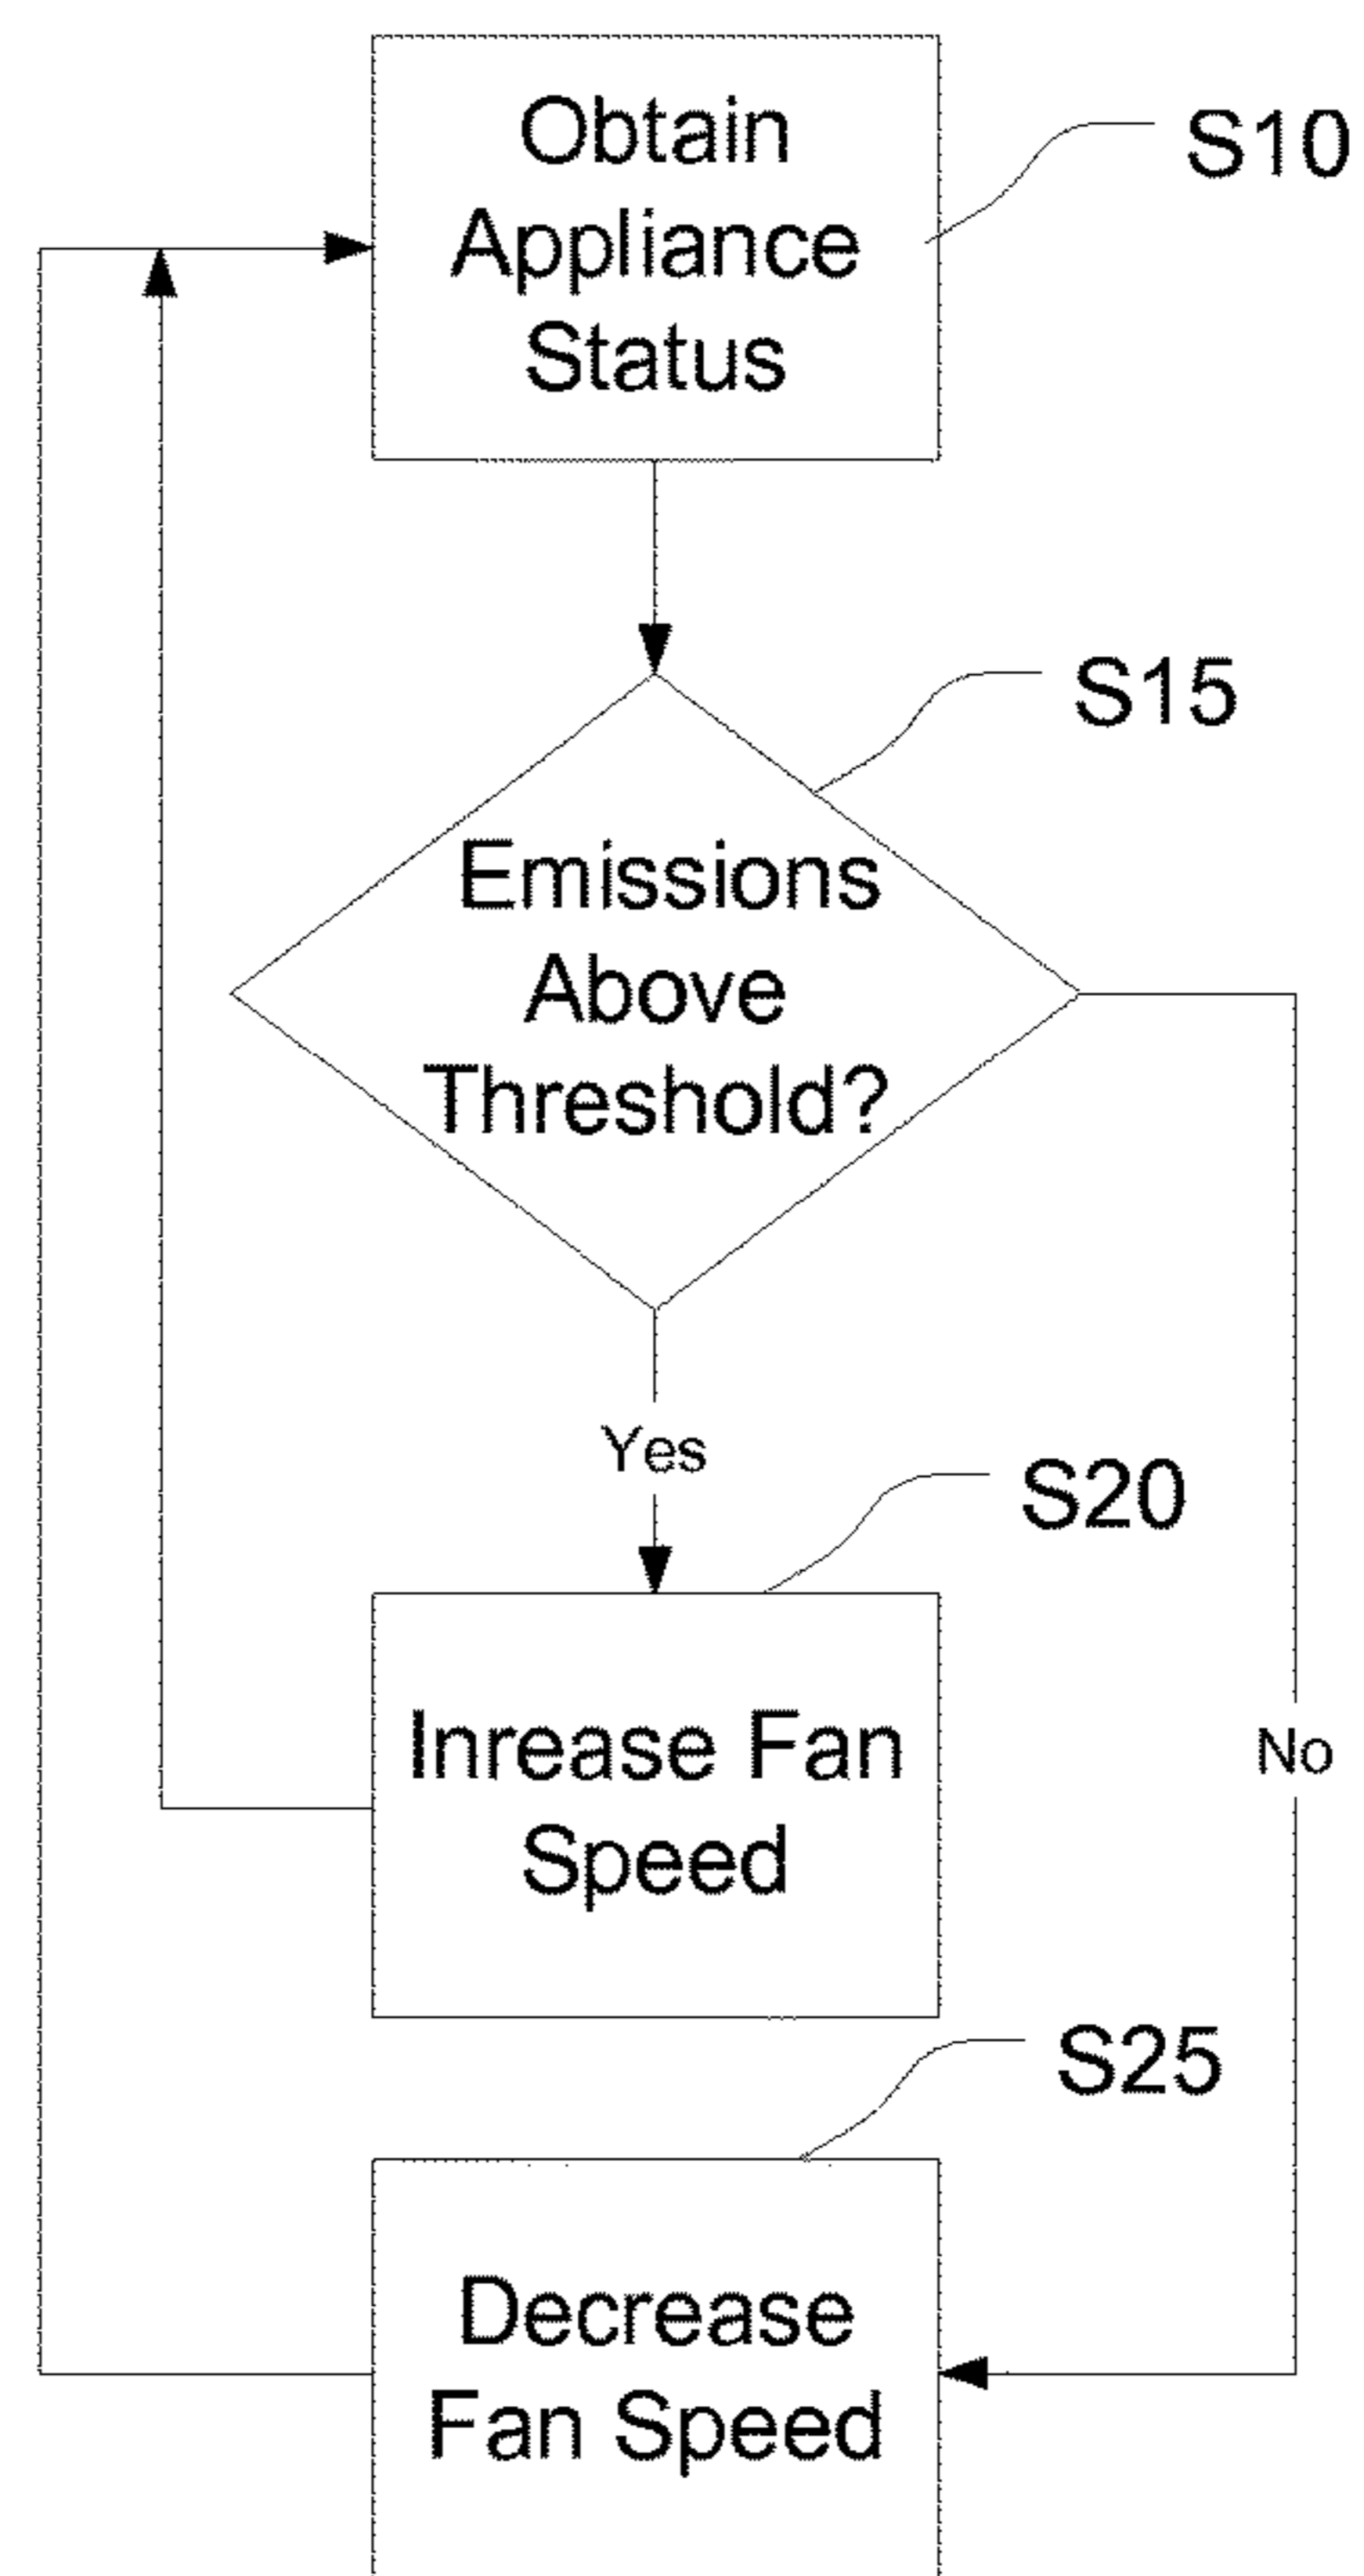 Obtain
Appliance
Status
S10
S15
Emissions
Above
Threshold?
Yes
S20
Inrease Fan
Speed
No
S25
Decrease
Fan Speed